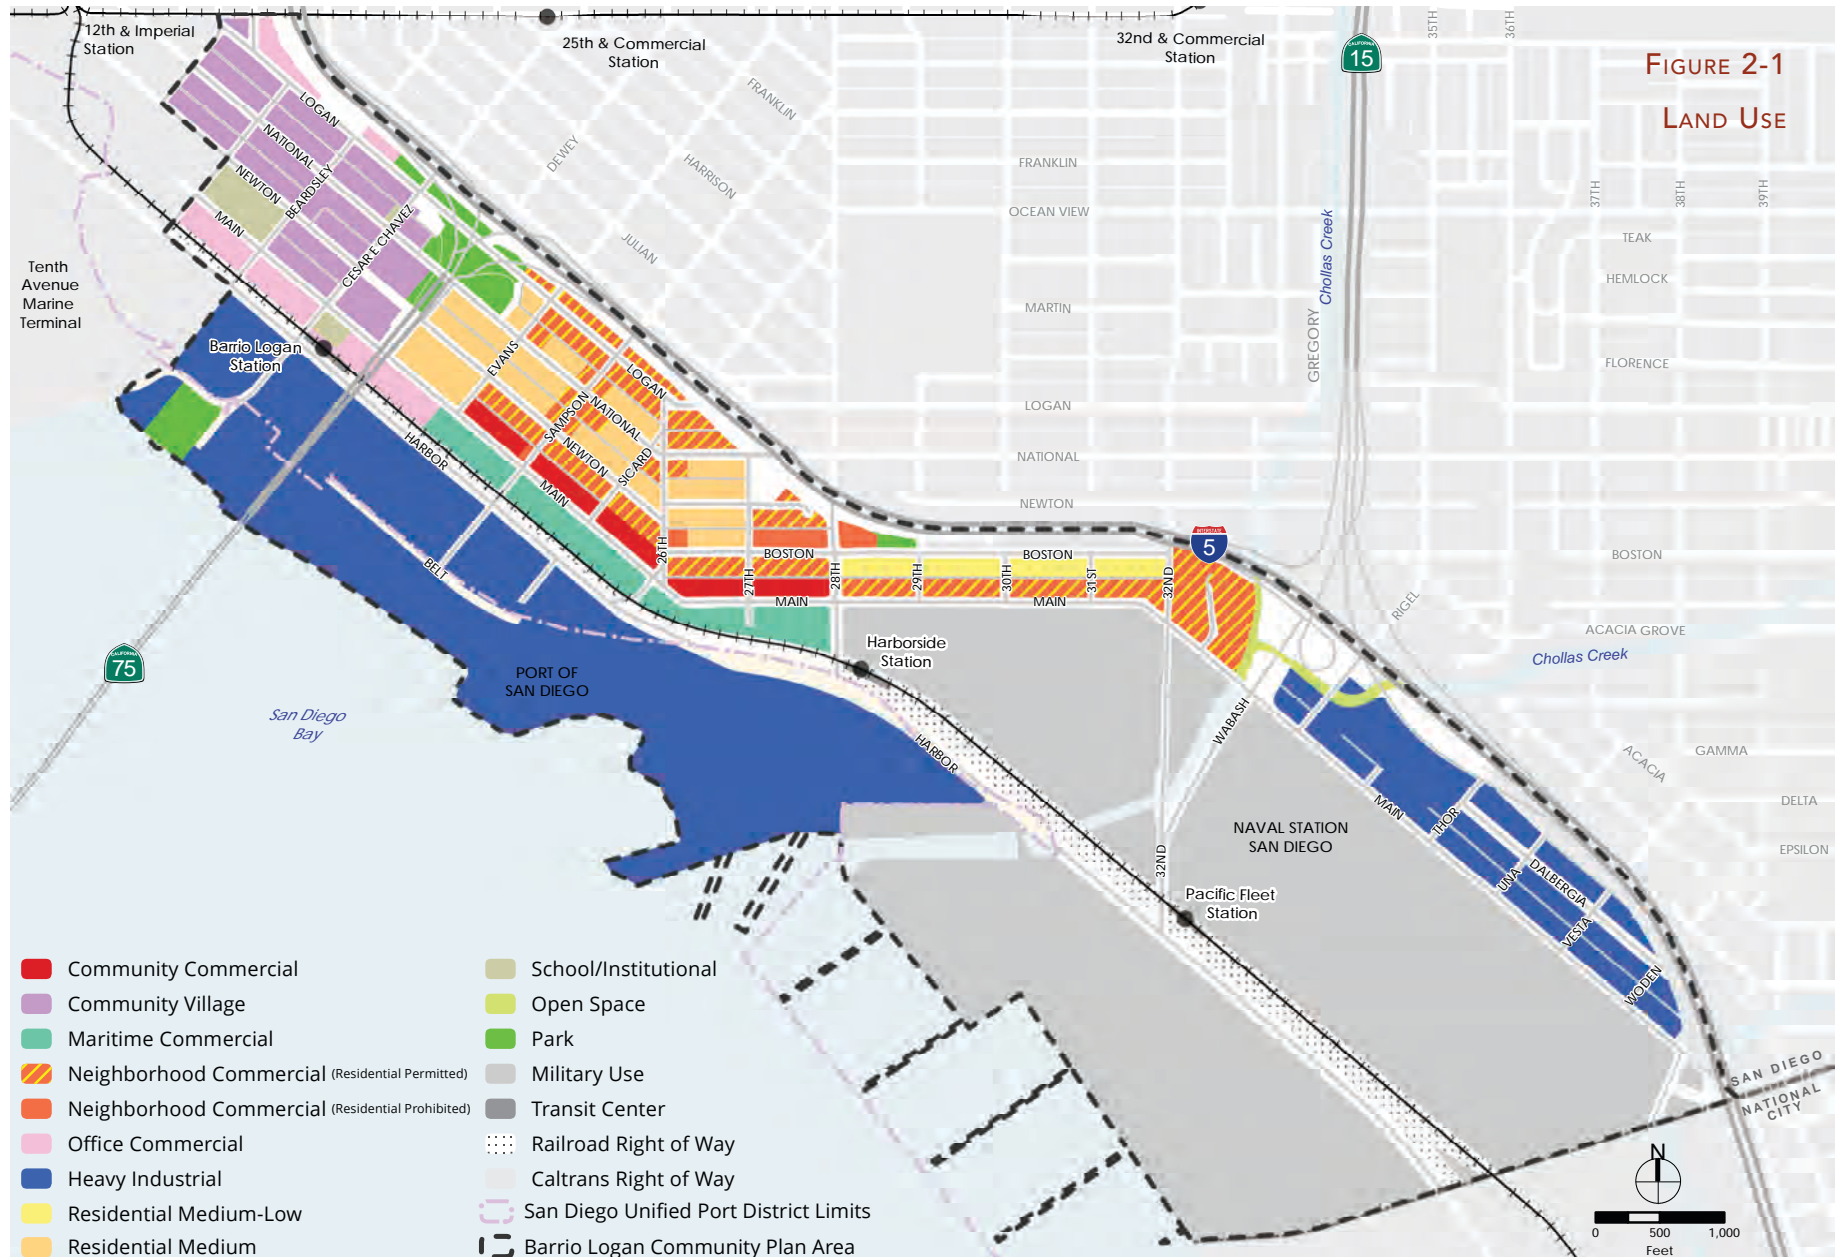 FIGURE 2-1
LAND USE
12th & Imperial
Station
25th & Commercial
Station
32nd & Commercial
Station
CALIFORNIA
15
35TH
36TH
FRANKLIN
DEWEY
HARRISON
JULIAN
FRANKLIN
OCEAN VIEW
MARTIN
LOGAN
NATIONAL
NEWTON
Chollas Creek
GREGORY
37TH
38TH
39TH
TEAK
HEMLOCK
FLORENCE
BOSTON
ACACIA GROVE
Chollas Creek
RIGEL
ACACIA
GAMMA
DELTA
EPSILON
LOGAN
NATIONAL
BEARDSLEY
NEWTON
MAIN
CESAR E CHAVEZ
Tenth
Avenue
Marine
Terminal
Barrio Logan
Station
EVANS
LOGAN
SAMPSON
NATIONAL
NEWTON
SICARD
HARBOR
MAIN
BELT
26TH
BOSTON
BOSTON
27TH
28TH
29TH
30TH
31ST
32ND
MAIN
MAIN
INTERSTATE
5
Harborside
Station
CALIFORNIA
75
PORT OF
SAN DIEGO
San Diego
Bay
HARBOR
WABASH
32ND
NAVAL STATION
SAN DIEGO
Pacific Fleet
Station
MAIN
THOR
UNA
DALBERGIA
VESTA
WODEN
SAN DIEGO
NATIONAL
CITY
Community Commercial
Community Village
Maritime Commercial
Neighborhood Commercial (Residential Permitted)
Neighborhood Commercial (Residential Prohibited)
Office Commercial
Heavy Industrial
Residential Medium-Low
Residential Medium
School/Institutional
Open Space
Park
Military Use
Transit Center
Railroad Right of Way
Caltrans Right of Way
San Diego Unified Port District Limits
Barrio Logan Community Plan Area
N
0 500 1,000
Feet